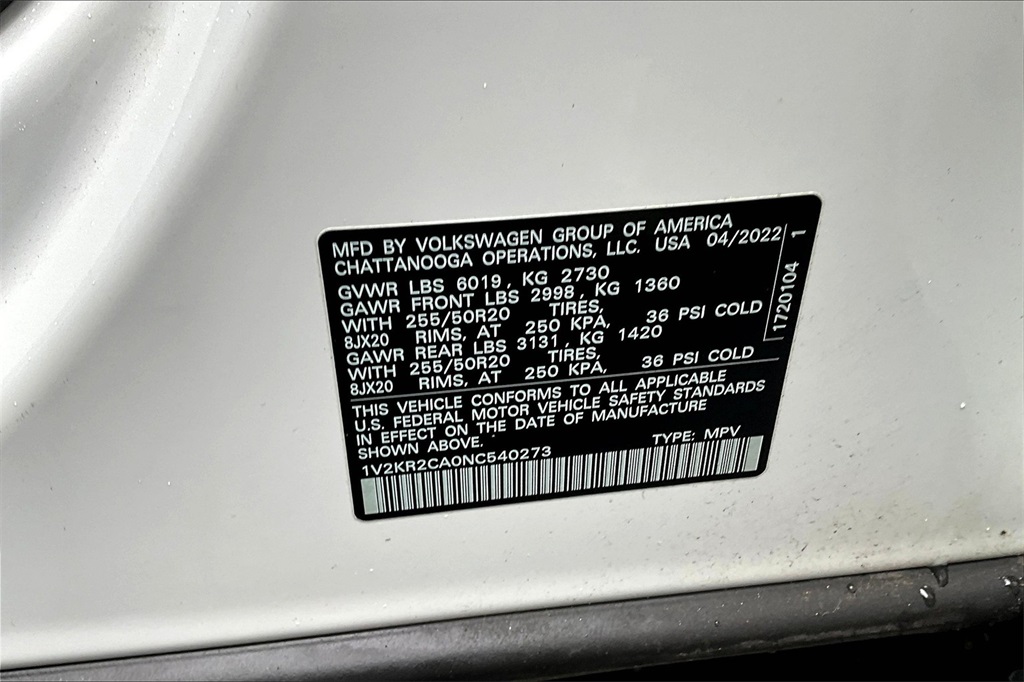 MFD BY VOLKSWAGEN GROUP OF AMERICA
CHATTANOOGA OPERATIONS, LLC. USA 04/2022
GVWR LBS 6019, KG 2730
GAWR FRONT LBS 2998, KG 1360
WITH 255/50R20 TIRES,
8JX20 RIMS, AT 250 KPA, 36 PSI COLD
GAWR REAR LBS 3131, KG 1420
WITH 255/50R20 TIRES,
8JX20 RIMS, AT 250 KPA, 36 PSI COLD
THIS VEHICLE CONFORMS TO ALL APPLICABLE
U.S. FEDERAL MOTOR VEHICLE SAFETY STANDARDS
IN EFFECT ON THE DATE OF MANUFACTURE
SHOWN ABOVE. TYPE: MPV
1V2KR2CA0NC540273
1720104 1